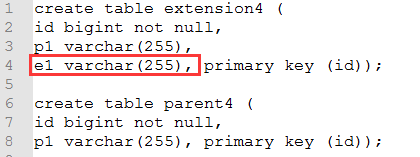 1 create table extension4 (
2 id bigint not null,
3 p1 varchar(255),
4 e1 varchar(255), primary key (id));
5
6 create table parent4 (
7 id bigint not null,
8 p1 varchar(255), primary key (id));